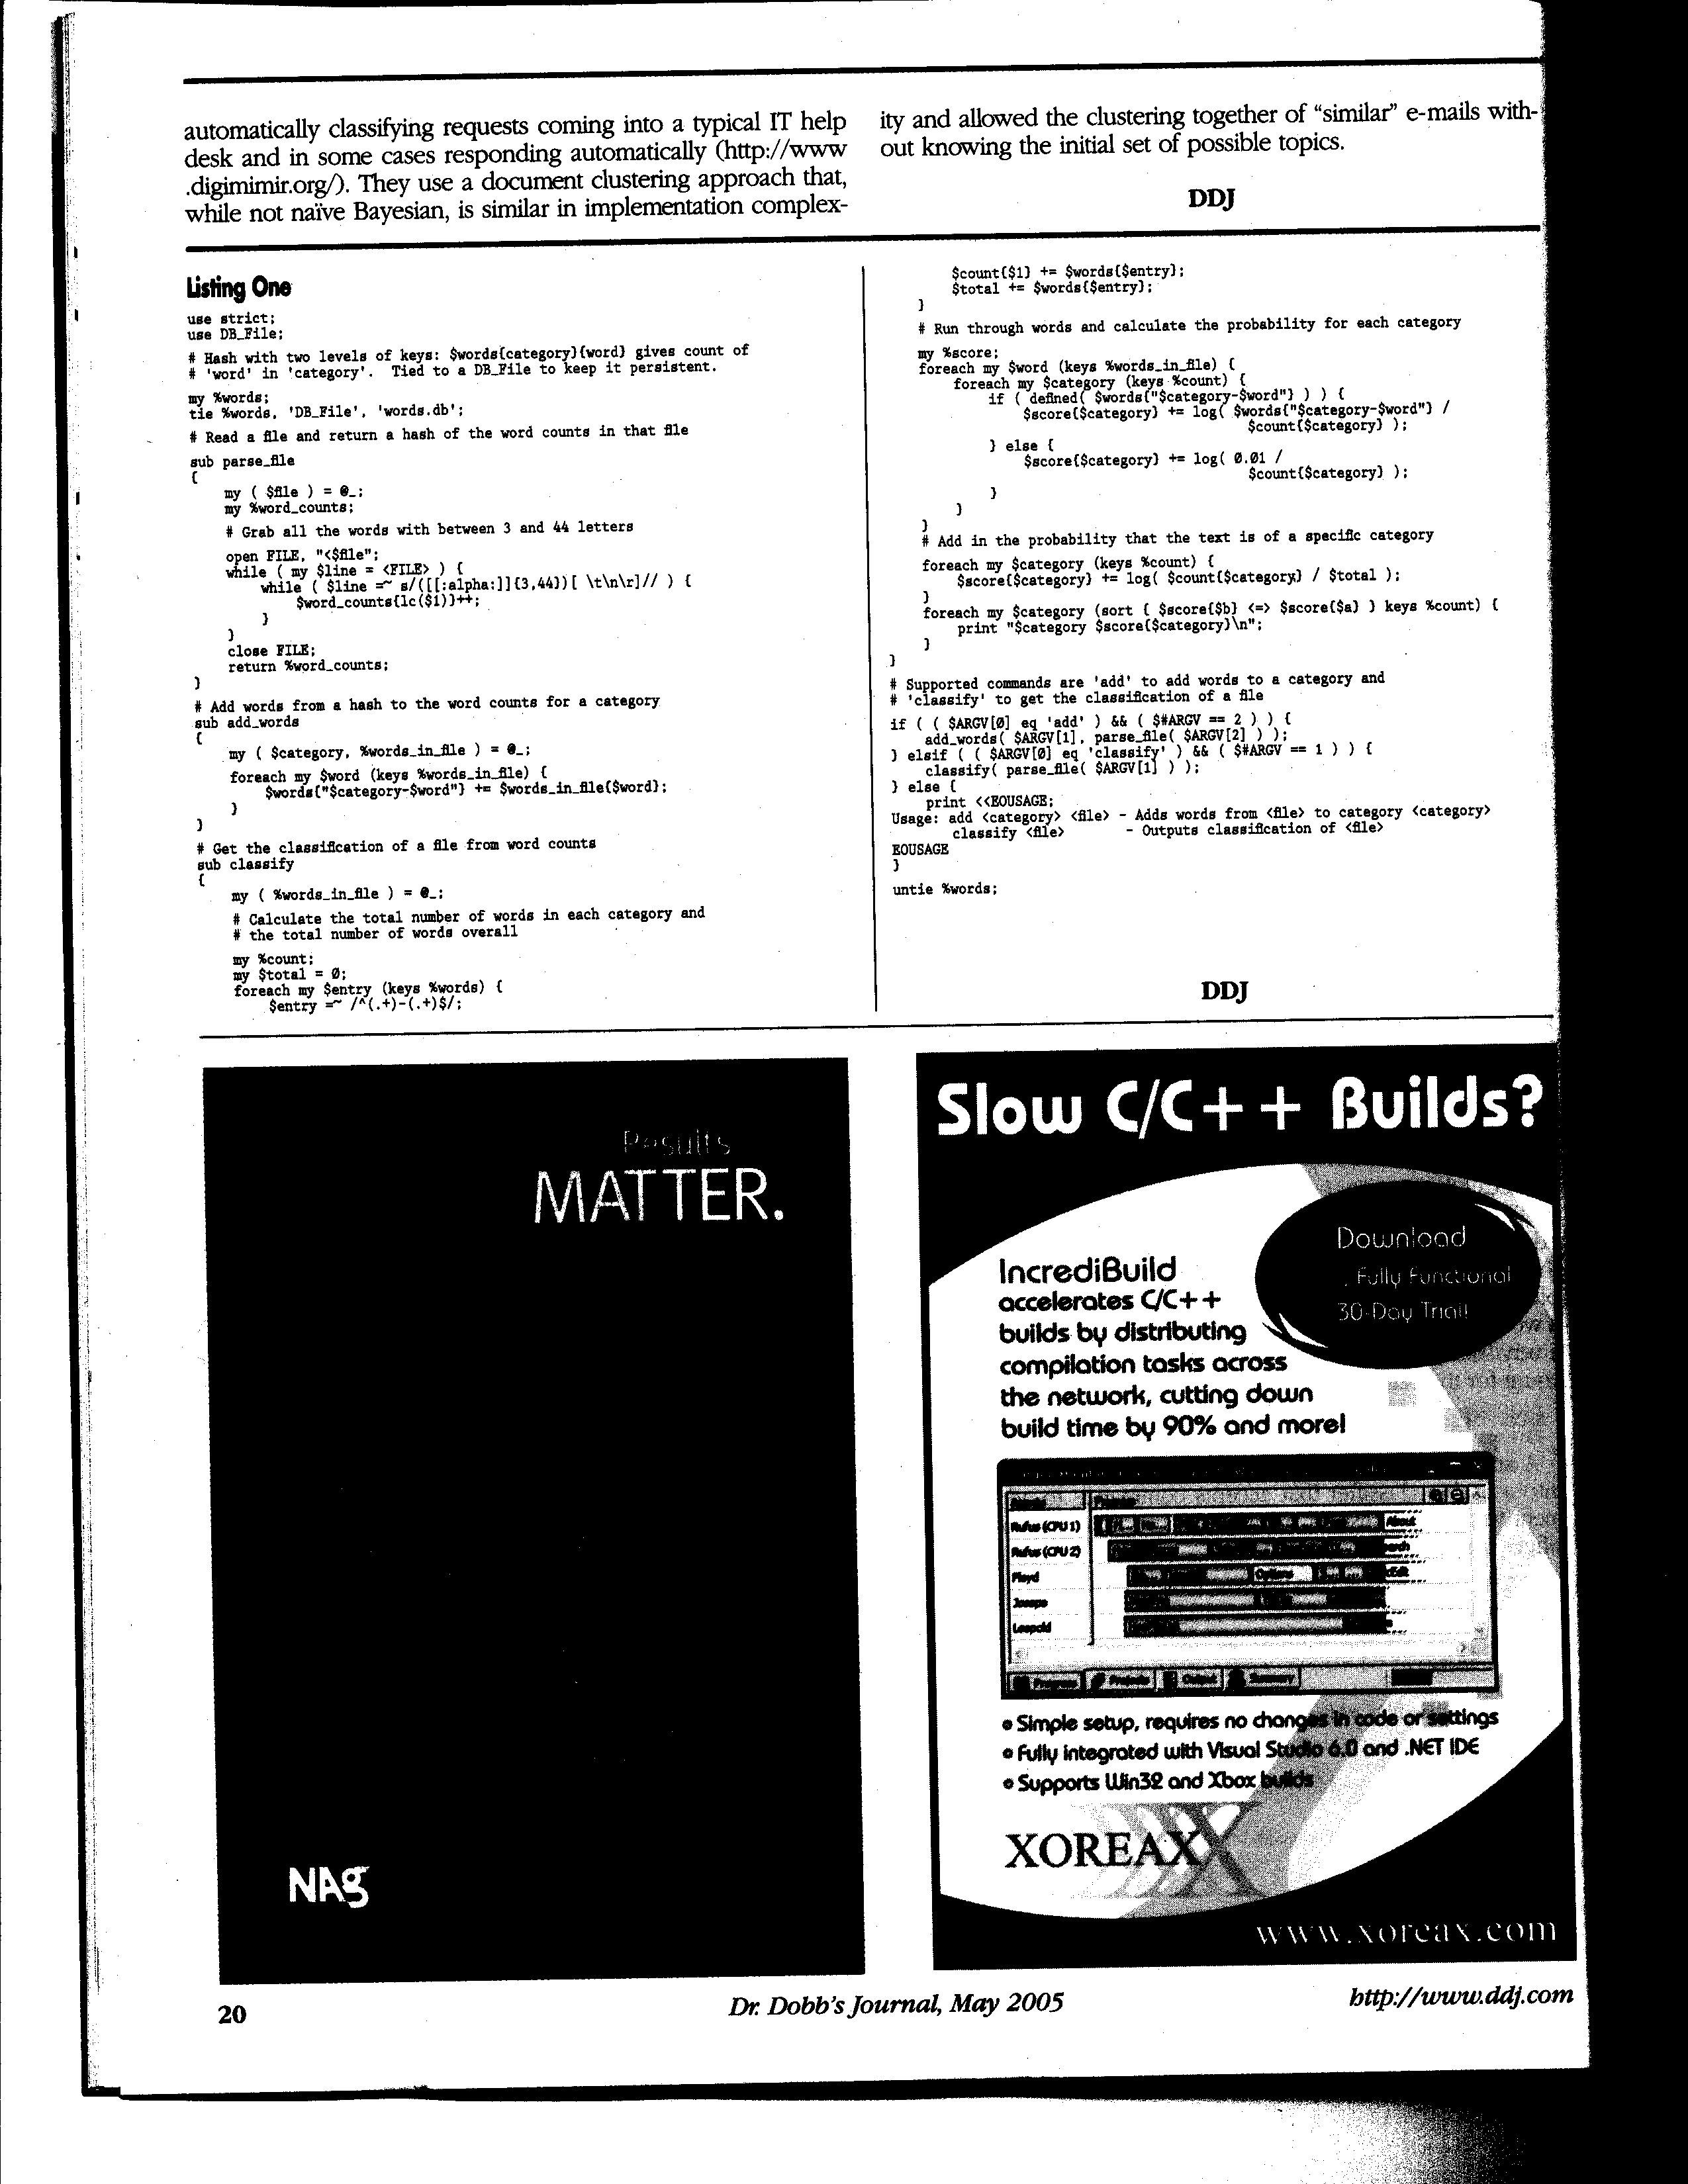 automatically classifying requests coming into a typical IT help
desk and in some cases responding automatically (http://www
.digimimir.org/). They use a document clustering approach that,
while not naïve Bayesian, is similar in implementation complex-
ity and allowed the clustering together of “similar” e-mails with-
out knowing the initial set of possible topics.
DDJ
Listing One
use strict;
use DB_File;
# Hash with two levels of keys: $words{category}{word} gives count of
# 'word' in 'category'.  Tied to a DB_File to keep it persistent.
my %words;
tie %words, 'DB_File', 'words.db';
# Read a file and return a hash of the word counts in that file
sub parse_file
{
my ( $file ) = @_;
my %word_counts;
# Grab all the words with between 3 and 44 letters
open FILE, "<$file";
while ( my $line = <FILE> ) {
while ( $line =~ s/([[:alpha:]]{3,44})[ \t\n\r]// ) {
$word_counts{lc($1)}++;
}
}
close FILE;
return %word_counts;
}
# Add words from a hash to the word counts for a category
sub add_words
{
my ( $category, %words_in_file ) = @_;
foreach my $word (keys %words_in_file) {
$words{"$category-$word"} += $words_in_file{$word};
}
}
# Get the classification of a file from word counts
sub classify
{
my ( %words_in_file ) = @_;
# Calculate the total number of words in each category and
# the total number of words overall
my %count;
my $total = 0;
foreach my $entry (keys %words) {
$entry =~ /^(.+)-(.+)$/;
$count{$1} += $words{$entry};
$total += $words{$entry};
}
# Run through words and calculate the probability for each category
my %score;
foreach my $word (keys %words_in_file) {
foreach my $category (keys %count) {
if ( defined( $words{"$category-$word"} ) ) {
$score{$category} += log( $words{"$category-$word"} /
$count{$category} );
} else {
$score{$category} += log( 0.01 /
$count{$category} );
}
}
}
# Add in the probability that the text is of a specific category
foreach my $category (keys %count) {
$score{$category} += log( $count{$category} / $total );
}
foreach my $category (sort { $score{$b} <=> $score{$a} } keys %count) {
print "$category $score{$category}\n";
}
}
# Supported commands are 'add' to add words to a category and
# 'classify' to get the classification of a file
if ( ( $ARGV[0] eq 'add' ) && ( $#ARGV == 2 ) ) {
add_words( $ARGV[1], parse_file( $ARGV[2] ) );
} elsif ( ( $ARGV[0] eq 'classify' ) && ( $#ARGV == 1 ) ) {
classify( parse_file( $ARGV[1] ) );
} else {
print <<EOUSAGE;
Usage: add <category> <file> - Adds words from <file> to category <category>
classify <file> - Outputs classification of <file>
EOUSAGE
}
untie %words;
DDJ
Results
MATTER.
NAg
Slow C/C++ Builds?
Download
Fully Functional
30-Day Trial!
IncrediBuild
accelerates C/C++
builds by distributing
compilation tasks across
the network, cutting down
build time by 90% and more!
Rufus (CPU 1)
About
Rufus (CPU 2)
Floyd
Options
Leopold
Progress
Output
Summary
• Simple setup, requires no changes in code or settings
• Fully integrated with Visual Studio 6.0 and .NET IDE
• Supports Win32 and Xbox builds
XOREAX
www.xoreax.com
20
Dr. Dobb's Journal, May 2005
http://www.ddj.com